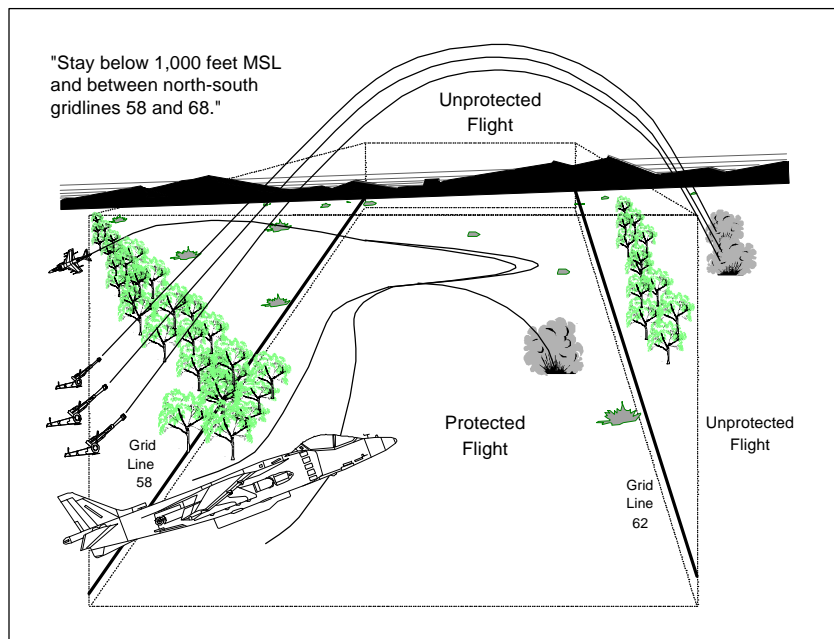 "Stay below 1,000 feet MSL
and between north-south
gridlines 58 and 68."
Unprotected
Flight
Protected
Flight
Unprotected
Flight
Grid
Line
58
Grid
Line
62